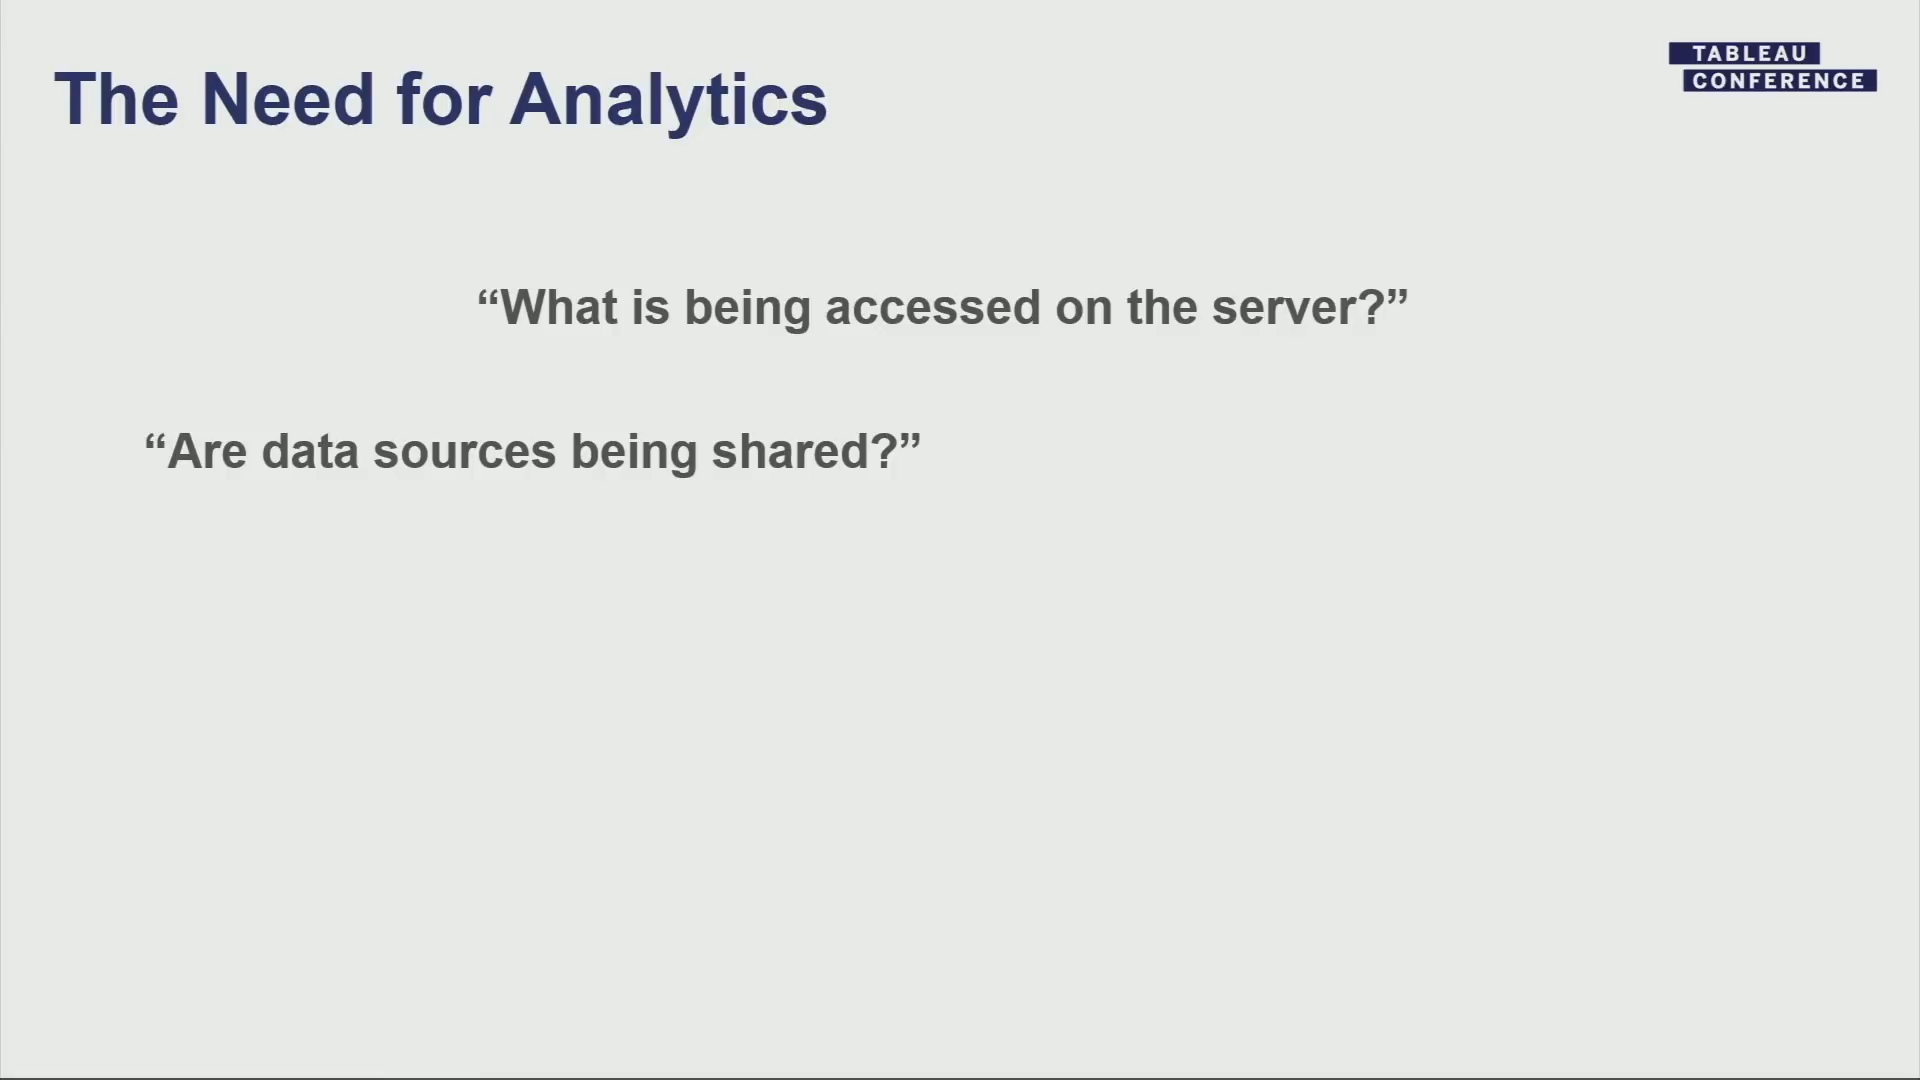 The Need for Analytics
TABLEAU
CONFERENCE
“What is being accessed on the server?”
“Are data sources being shared?”